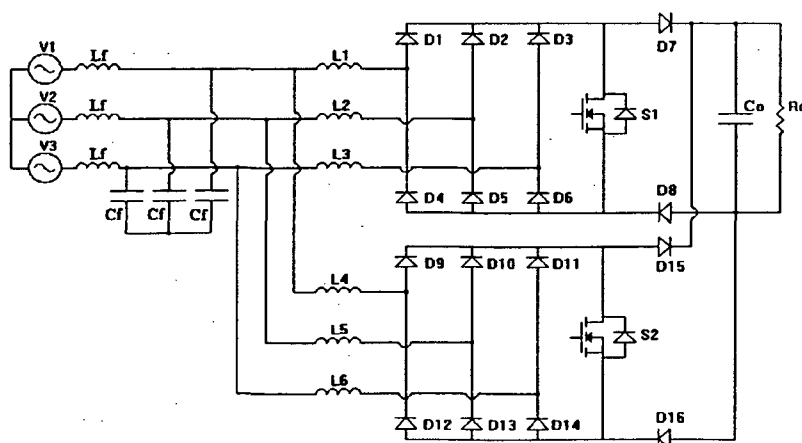 V1 Lf L1 D1 D2 D3 D7
V2 Lf L2 S1 Co
V3 Lf L3
Cf Cf Cf D4 D5 D6 D8
D9 D10 D11 D15
L4
L5 S2
L6
D12 D13 D14 D16